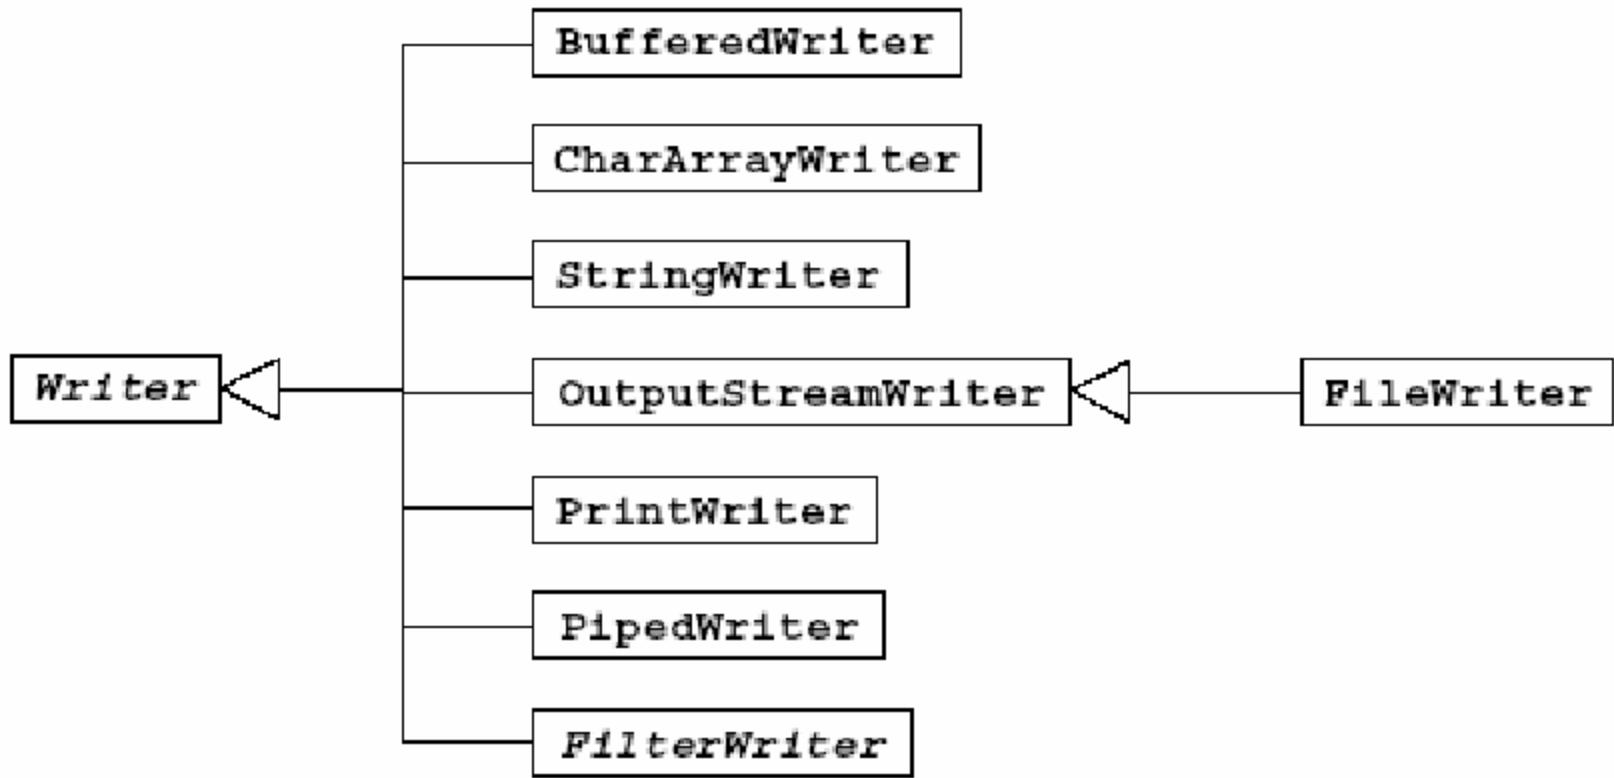 BufferedWriter
CharArrayWriter
StringWriter
Writer
OutputStreamWriter
FileWriter
PrintWriter
PipedWriter
FilterWriter